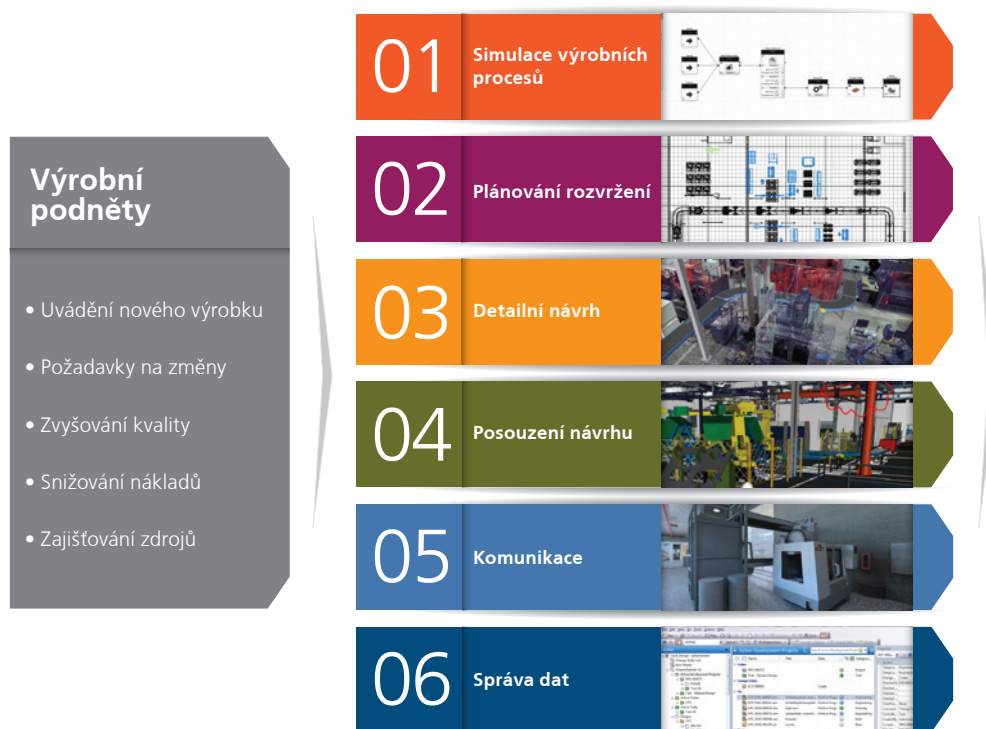 Výrobní
podněty
• Uvádění nového výrobku
• Požadavky na změny
• Zvyšování kvality
• Snižování nákladů
• Zajišťování zdrojů
01
Simulace výrobních
procesů
02
Plánování rozvržení
03
Detailní návrh
04
Posouzení návrhu
05
Komunikace
06
Správa dat